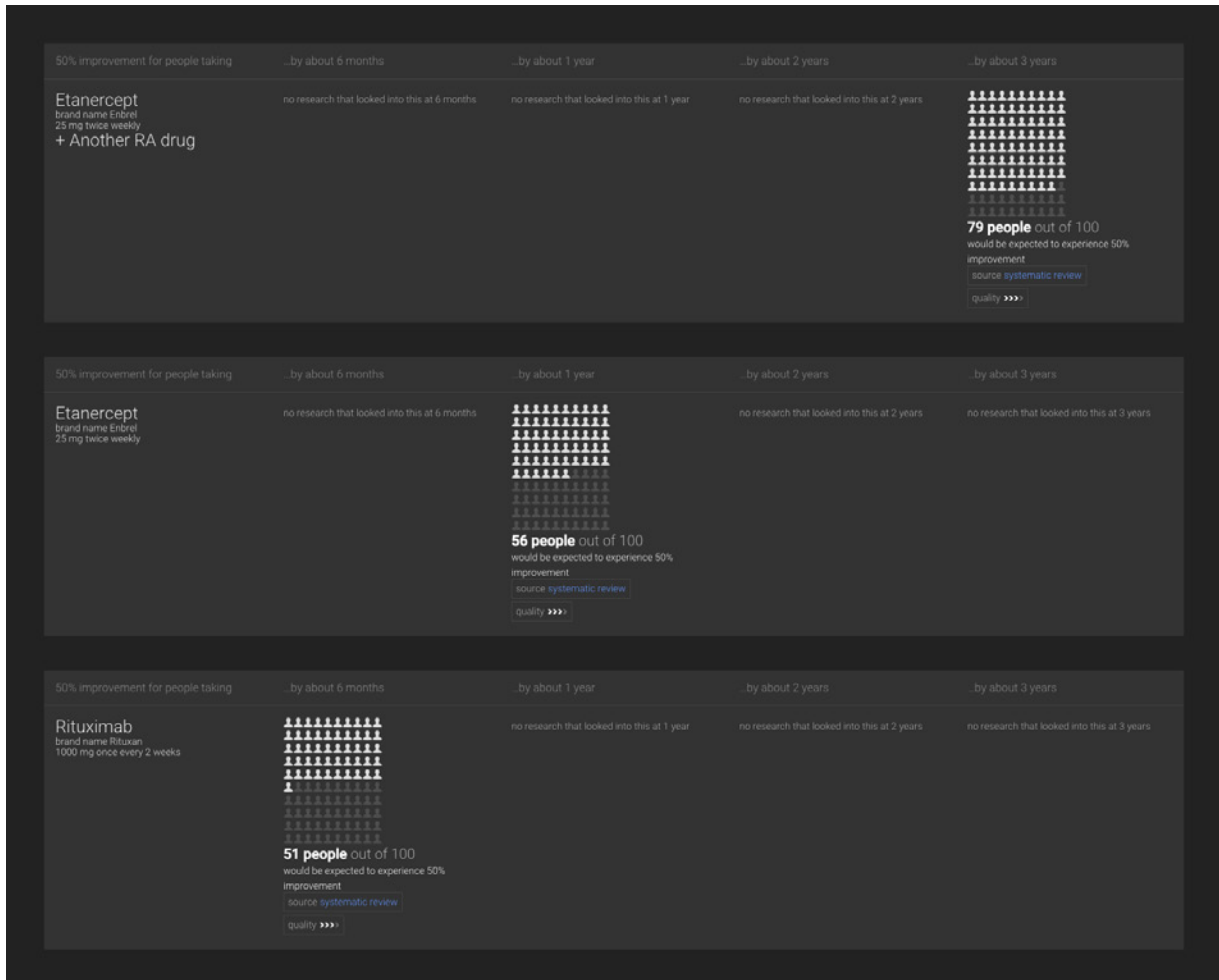 50% improvement for people taking ...by about 6 months ...by about 1 year ...by about 2 years ...by about 3 years
Etanercept
brand name Enbrel
25 mg twice weekly
+ Another RA drug
no research that looked into this at 6 months
no research that looked into this at 1 year
no research that looked into this at 2 years
79 people out of 100
would be expected to experience 50%
improvement
source systematic review
quality >>>>
50% improvement for people taking ...by about 6 months ...by about 1 year ...by about 2 years ...by about 3 years
Etanercept
brand name Enbrel
25 mg twice weekly
no research that looked into this at 6 months
56 people out of 100
would be expected to experience 50%
improvement
source systematic review
quality >>>>
no research that looked into this at 2 years
no research that looked into this at 3 years
50% improvement for people taking ...by about 6 months ...by about 1 year ...by about 2 years ...by about 3 years
Rituximab
brand name Rituxan
1000 mg once every 2 weeks
51 people out of 100
would be expected to experience 50%
improvement
source systematic review
quality >>>>
no research that looked into this at 1 year
no research that looked into this at 2 years
no research that looked into this at 3 years